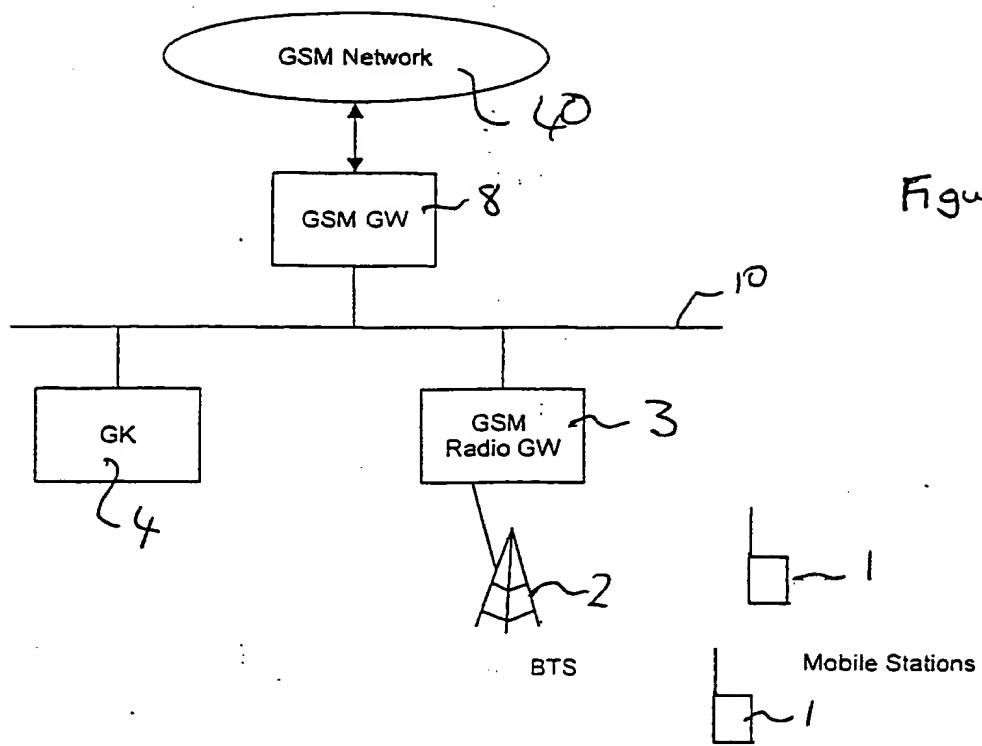 GSM Network
40
GSM GW
8
Figu
10
GK
4
GSM
Radio GW
3
2
BTS
1
Mobile Stations
1